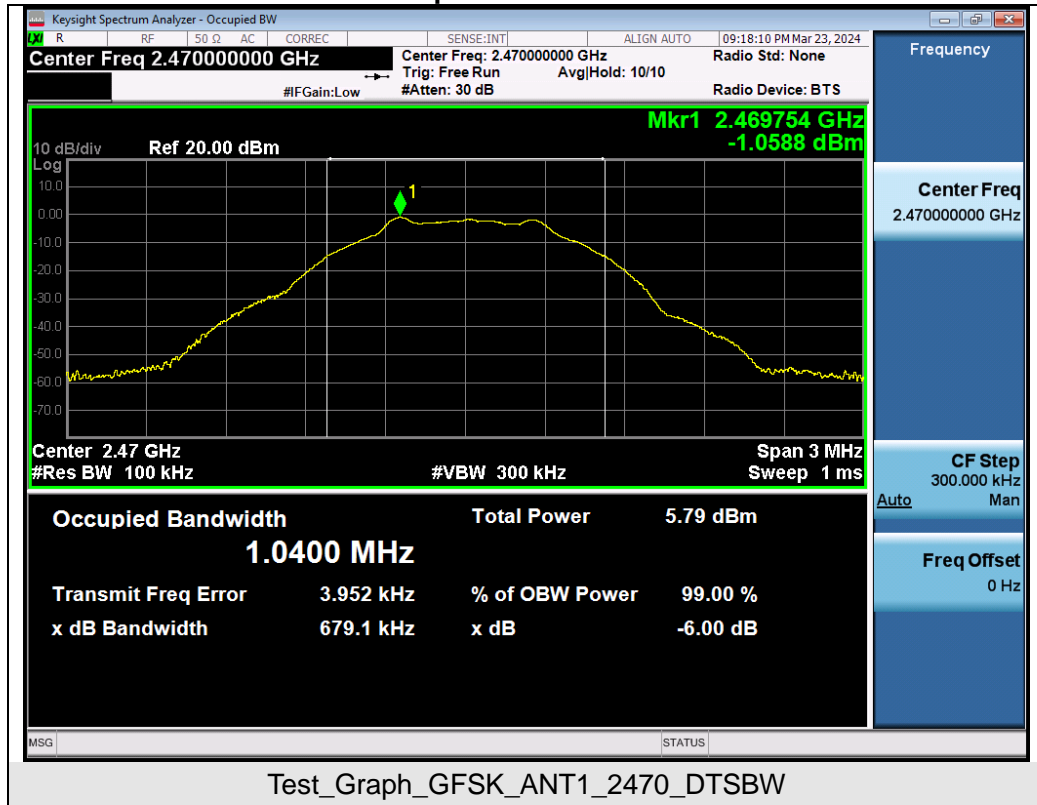 Keysight Spectrum Analyzer - Occupied BW
LXI R RF 50 Ω AC CORREC SENSE:INT ALIGN AUTO 09:18:10 PM Mar 23, 2024
Center Freq 2.470000000 GHz
Center Freq: 2.470000000 GHz Radio Std: None
Trig: Free Run Avg|Hold: 10/10
#IFGain:Low #Atten: 30 dB Radio Device: BTS
Mkr1 2.469754 GHz
-1.0588 dBm
10 dB/div Ref 20.00 dBm
Log
10.0
0.00
-10.0
-20.0
-30.0
-40.0
-50.0
-60.0
-70.0
1
Center 2.47 GHz Span 3 MHz
#Res BW 100 kHz #VBW 300 kHz Sweep 1 ms
Occupied Bandwidth Total Power 5.79 dBm
1.0400 MHz
Transmit Freq Error 3.952 kHz % of OBW Power 99.00 %
x dB Bandwidth 679.1 kHz x dB -6.00 dB
MSG STATUS
Frequency
Center Freq
2.470000000 GHz
CF Step
300.000 kHz
Auto Man
Freq Offset
0 Hz
Test_Graph_GFSK_ANT1_2470_DTSBW